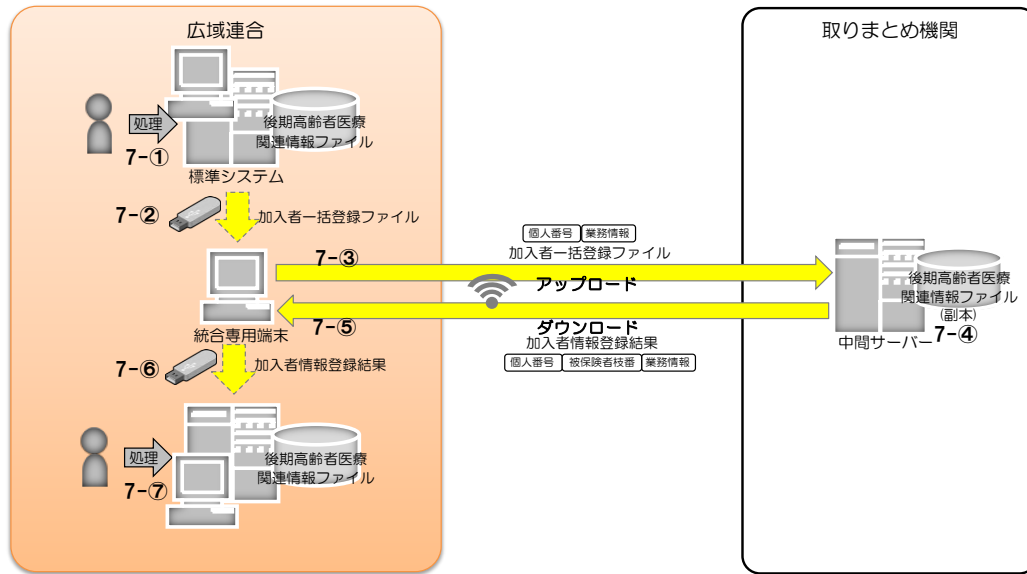 広域連合
取りまとめ機関
処理
7-①
後期高齢者医療
関連情報ファイル
標準システム
7-②
加入者一括登録ファイル
7-③
個人番号 業務情報
加入者一括登録ファイル
アップロード
後期高齢者医療
関連情報ファイル
(副本)
7-④
中間サーバー
統合専用端末
7-⑤
ダウンロード
加入者情報登録結果
個人番号 被保険者枝番 業務情報
7-⑥
加入者情報登録結果
処理
7-⑦
後期高齢者医療
関連情報ファイル